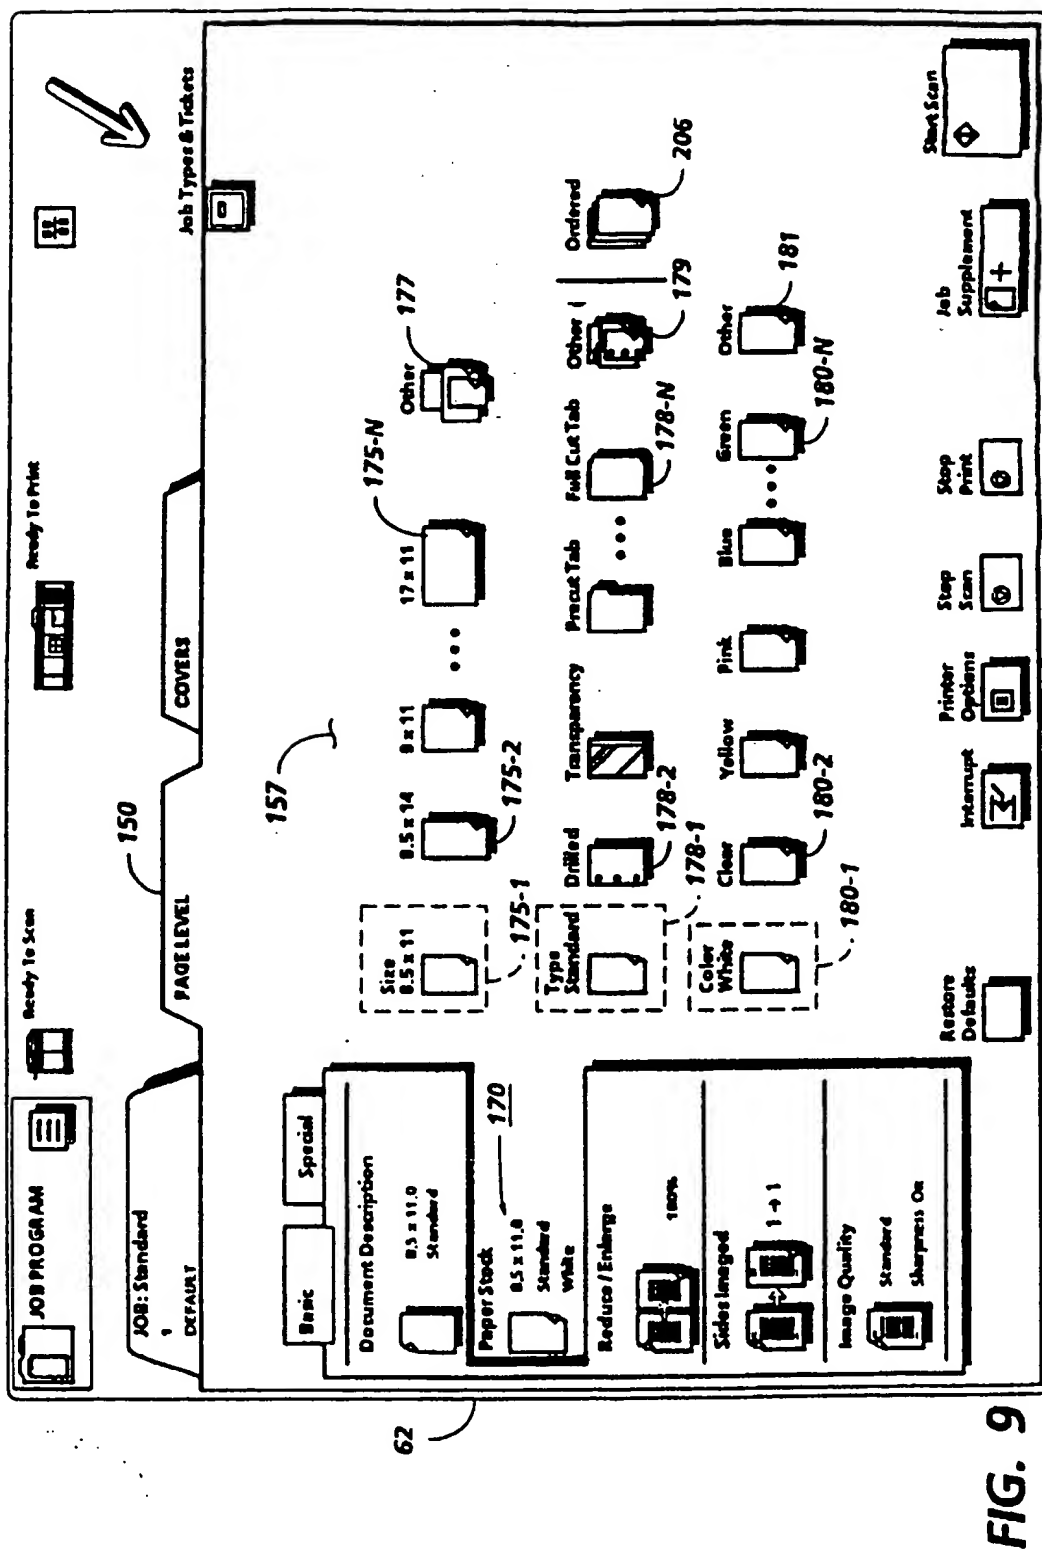 JOB PROGRAM
Ready To Scan
Ready To Print
JOB: Standard
1
DEFAULT
PAGE LEVEL
150
COVERS
Job Types & Tickets
62
Basic
Special
Document Description
8.5 x 11.0
Standard
Paper Stock
8.5 x 11.0
Standard
White
170
Reduce / Enlarge
100%
Sides Imaged
1 → 1
Image Quality
Standard
Sharpness On
157
Size
8.5 x 11
175-1
8.5 x 14
175-2
9 x 11
17 x 11
175-N
Other
177
Type
Standard
178-1
Drilled
178-2
Transparency
Precut Tab
Full Cut Tab
178-N
Other
179
Ordered
206
Color
White
180-1
Clear
180-2
Yellow
Pink
Blue
Green
180-N
Other
181
Restore
Defaults
Interrupt
Printer
Options
Stop
Scan
Stop
Print
Job
Supplement
Start Scan
FIG. 9